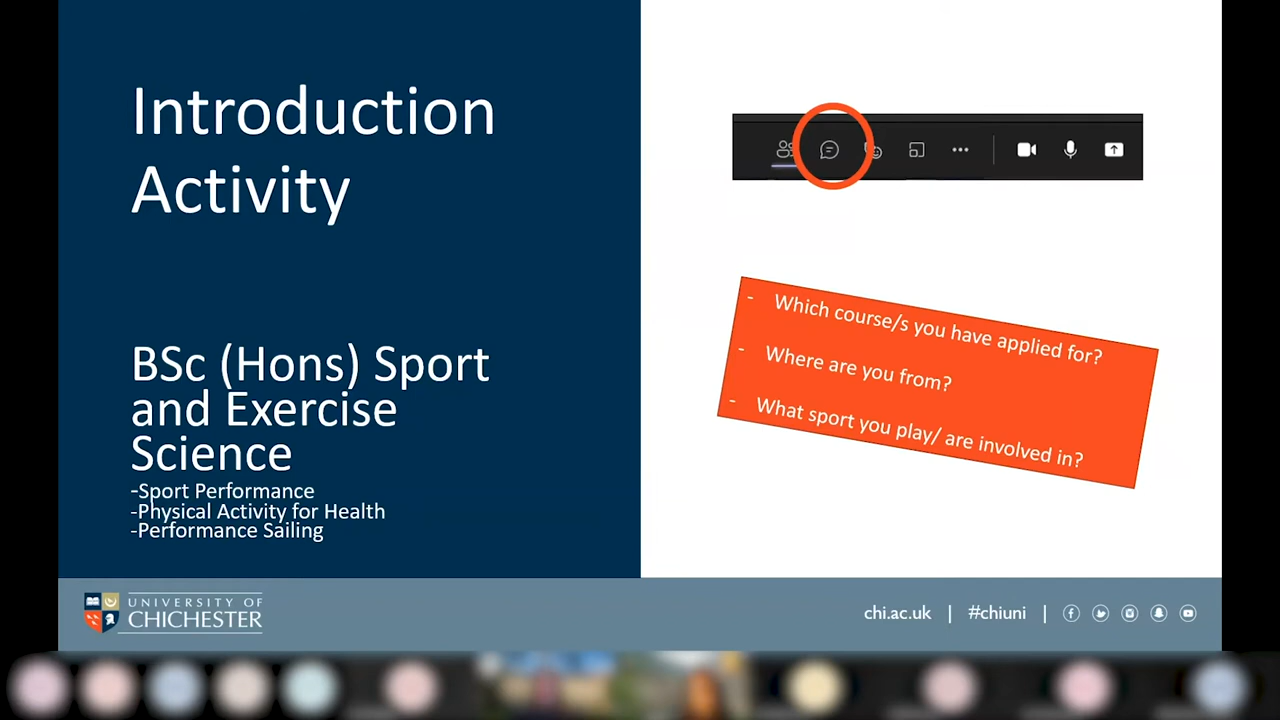 Introduction
Activity
BSc (Hons) Sport
and Exercise
Science
-Sport Performance
-Physical Activity for Health
-Performance Sailing
- Which course/s you have applied for?
- Where are you from?
- What sport you play/ are involved in?
UNIVERSITY OF
CHICHESTER
chi.ac.uk | #chiuni |